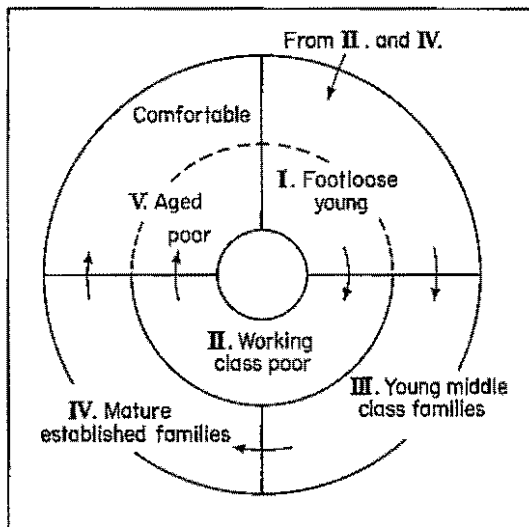 From II. and IV.
Comfortable
I. Footloose
young
V. Aged
poor
II. Working
class poor
III. Young middle
class families
IV. Mature
established families